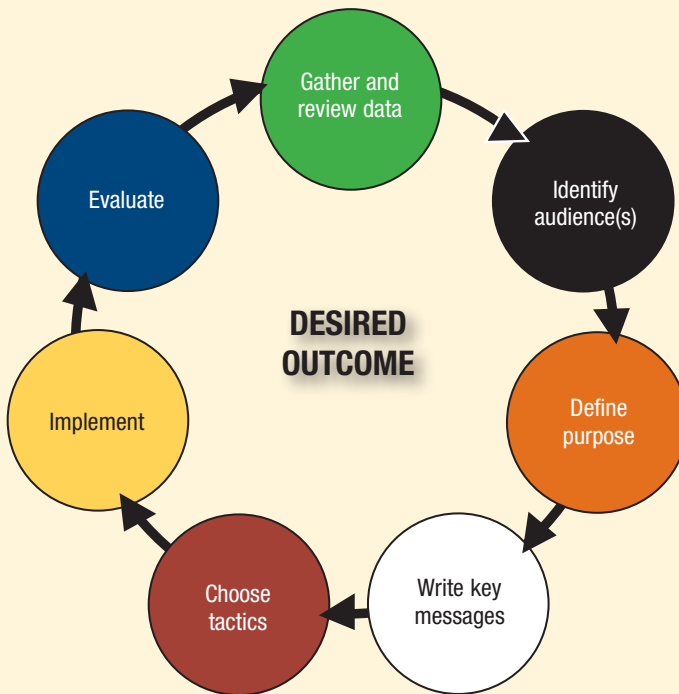 Gather and
review data
Identify
audience(s)
Define
purpose
Write key
messages
Choose
tactics
Implement
Evaluate
DESIRED
OUTCOME